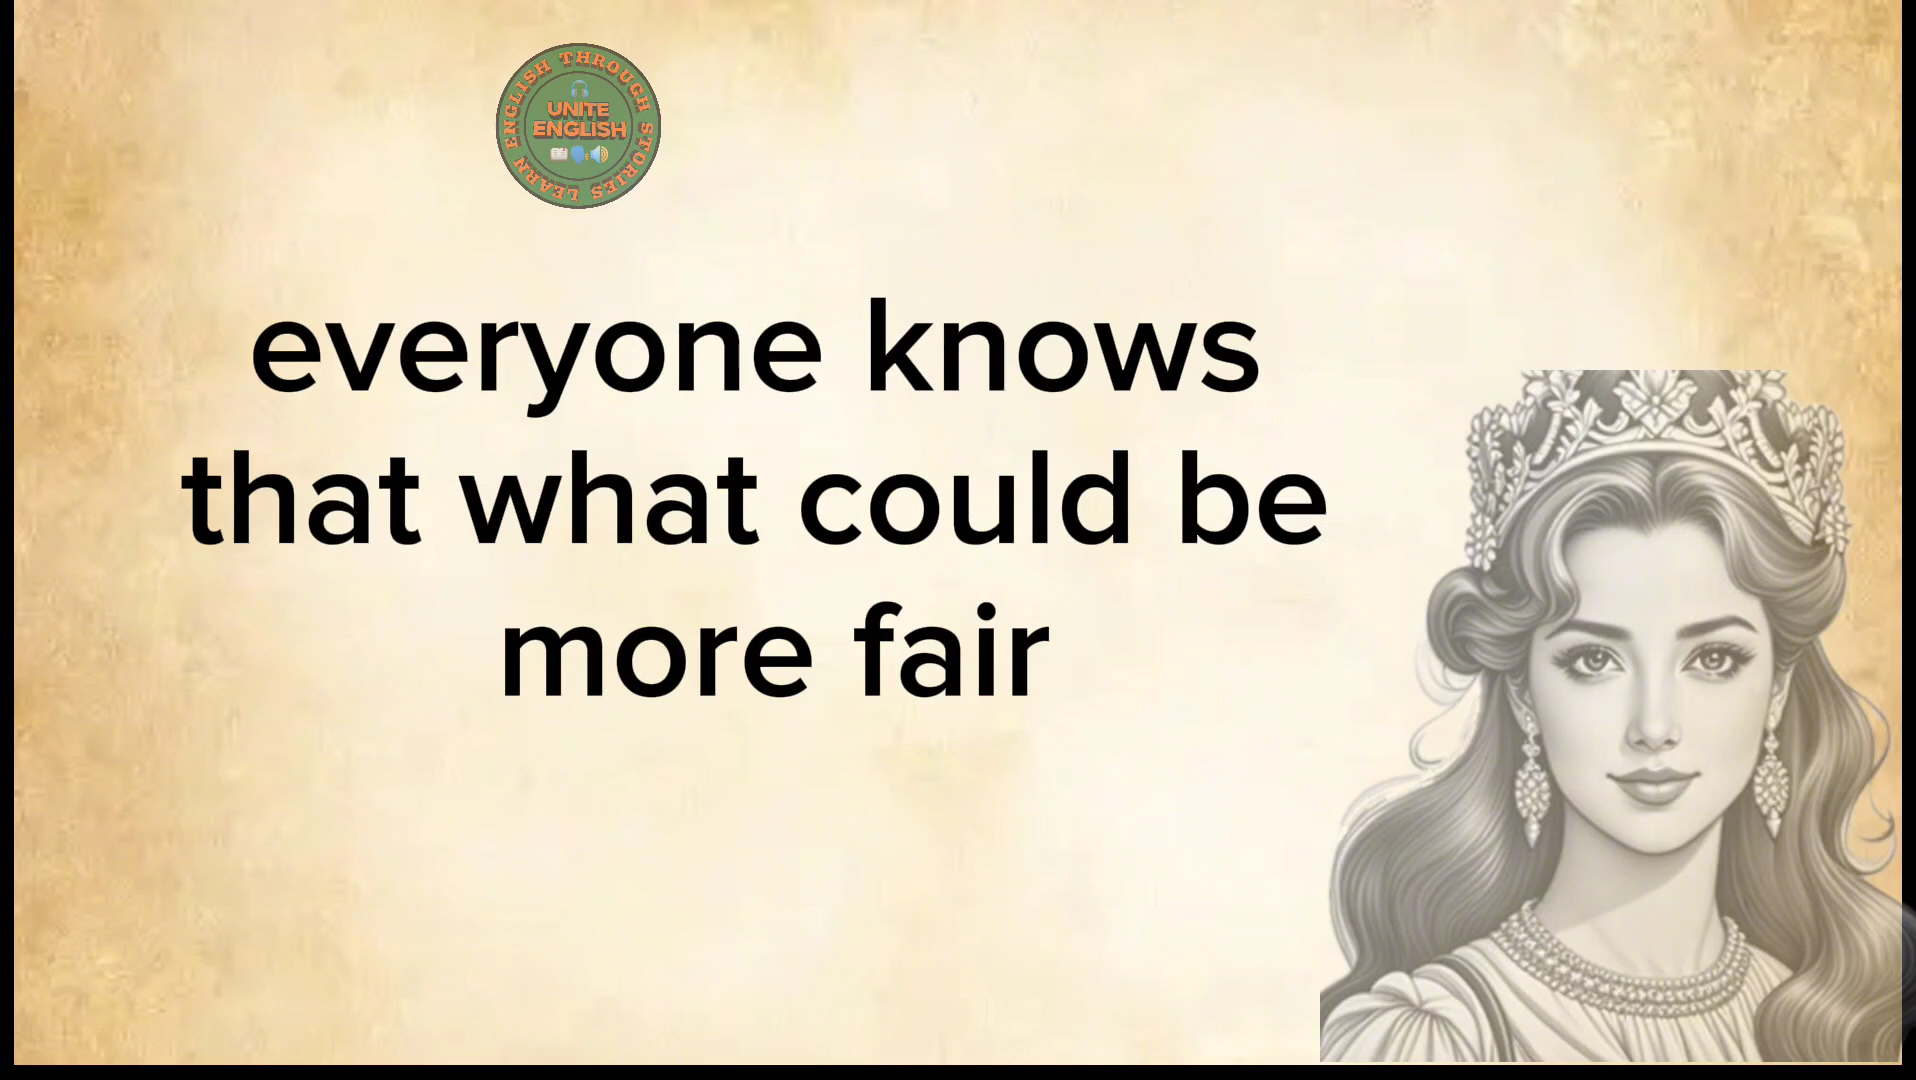 LEARN ENGLISH THROUGH STORIES
UNITE
ENGLISH
everyone knows
that what could be
more fair